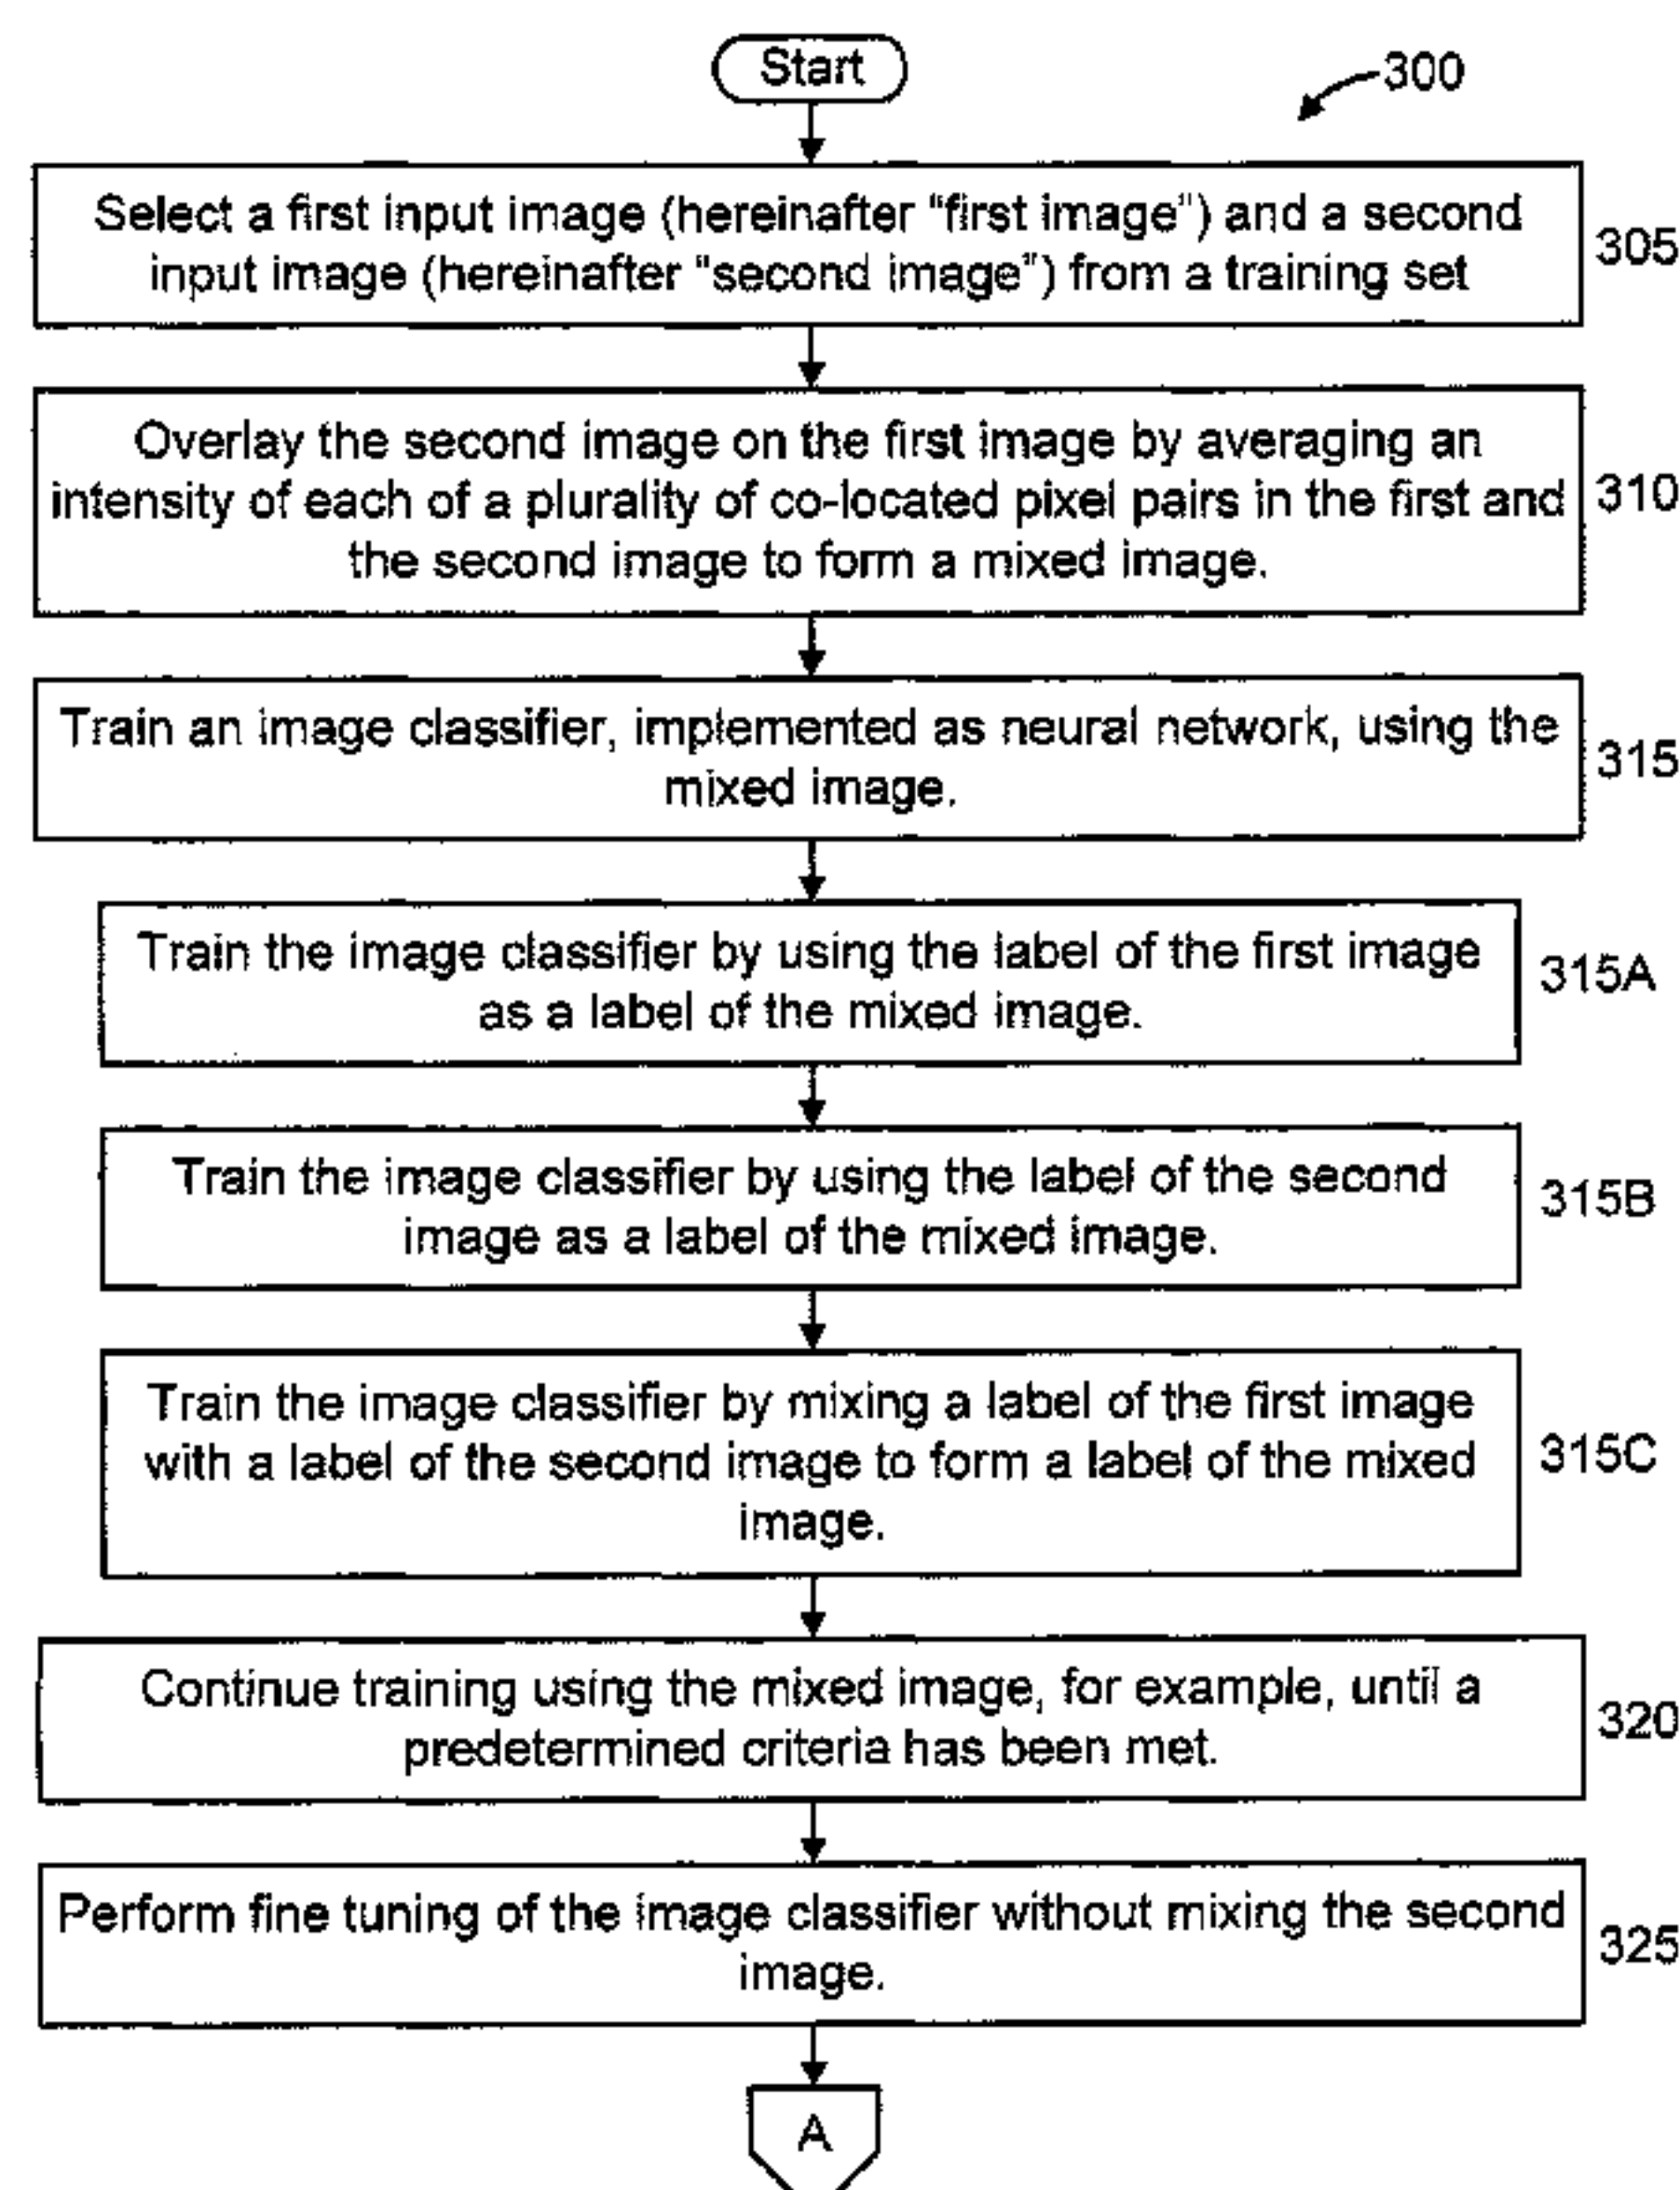 Start
300
Select a first input image (hereinafter "first image") and a second
input image (hereinafter "second image") from a training set
305
Overlay the second image on the first image by averaging an
intensity of each of a plurality of co-located pixel pairs in the first and
the second image to form a mixed image.
310
Train an image classifier, implemented as neural network, using the
mixed image.
315
Train the image classifier by using the label of the first image
as a label of the mixed image.
315A
Train the image classifier by using the label of the second
image as a label of the mixed image.
315B
Train the image classifier by mixing a label of the first image
with a label of the second image to form a label of the mixed
image.
315C
Continue training using the mixed image, for example, until a
predetermined criteria has been met.
320
Perform fine tuning of the image classifier without mixing the second
image.
325
A